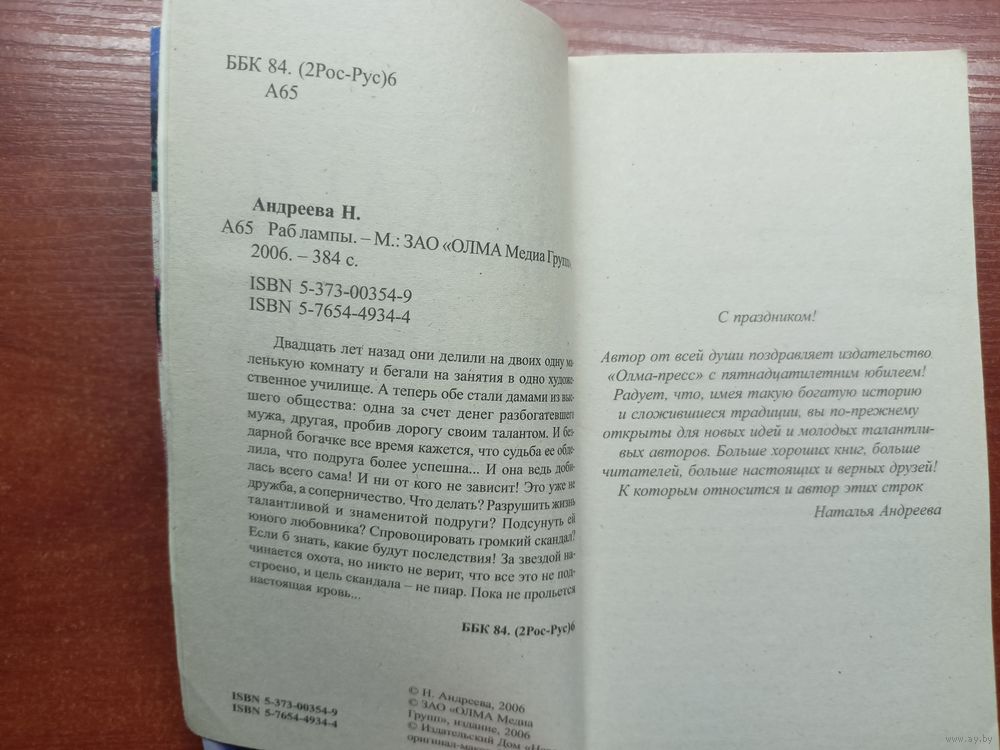 ББК 84. (2Рос-Рус)6
А65
Андреева Н.
А65 Раб лампы. – М.: ЗАО «ОЛМА Медиа Групп»,
2006. – 384 с.
ISBN 5-373-00354-9
ISBN 5-7654-4934-4
Двадцать лет назад они делили на двоих одну
ленькую комнату и бегали на занятия в одно художе-
ственное училище. А теперь обе стали дамами из выс-
шего общества: одна за счет денег разбогатевшего
мужа, другая, пробив дорогу своим талантом. И без-
дарной богачке все время кажется, что судьба ее обде-
лила, что подруга более успешна... И она ведь доби-
лась всего сама! И ни от кого не зависит! Это уже не
дружба, а соперничество. Что делать? Разрушить жизнь
талантливой и знаменитой подруги? Подсунуть ей
юного любовника? Спровоцировать громкий скандал?
Если б знать, какие будут последствия! За звездой на-
чинается охота, но никто не верит, что все это не под-
строено, и цель скандала – не пиар. Пока не прольется
настоящая кровь...
ББК 84. (2Рос-Рус)6
ISBN 5-373-00354-9
ISBN 5-7654-4934-4
© Н. Андреева, 2006
© ЗАО «ОЛМА Медиа
Групп», издание, 2006
© Издательский Дом
С праздником!
Автор от всей души поздравляет издательство
«Олма-пресс» с пятнадцатилетним юбилеем!
Радует, что, имея такую богатую историю
и сложившиеся традиции, вы по-прежнему
открыты для новых идей и молодых талантли-
вых авторов. Больше хороших книг, больше
читателей, больше настоящих и верных друзей!
К которым относится и автор этих строк
Наталья Андреева
www.ay.by